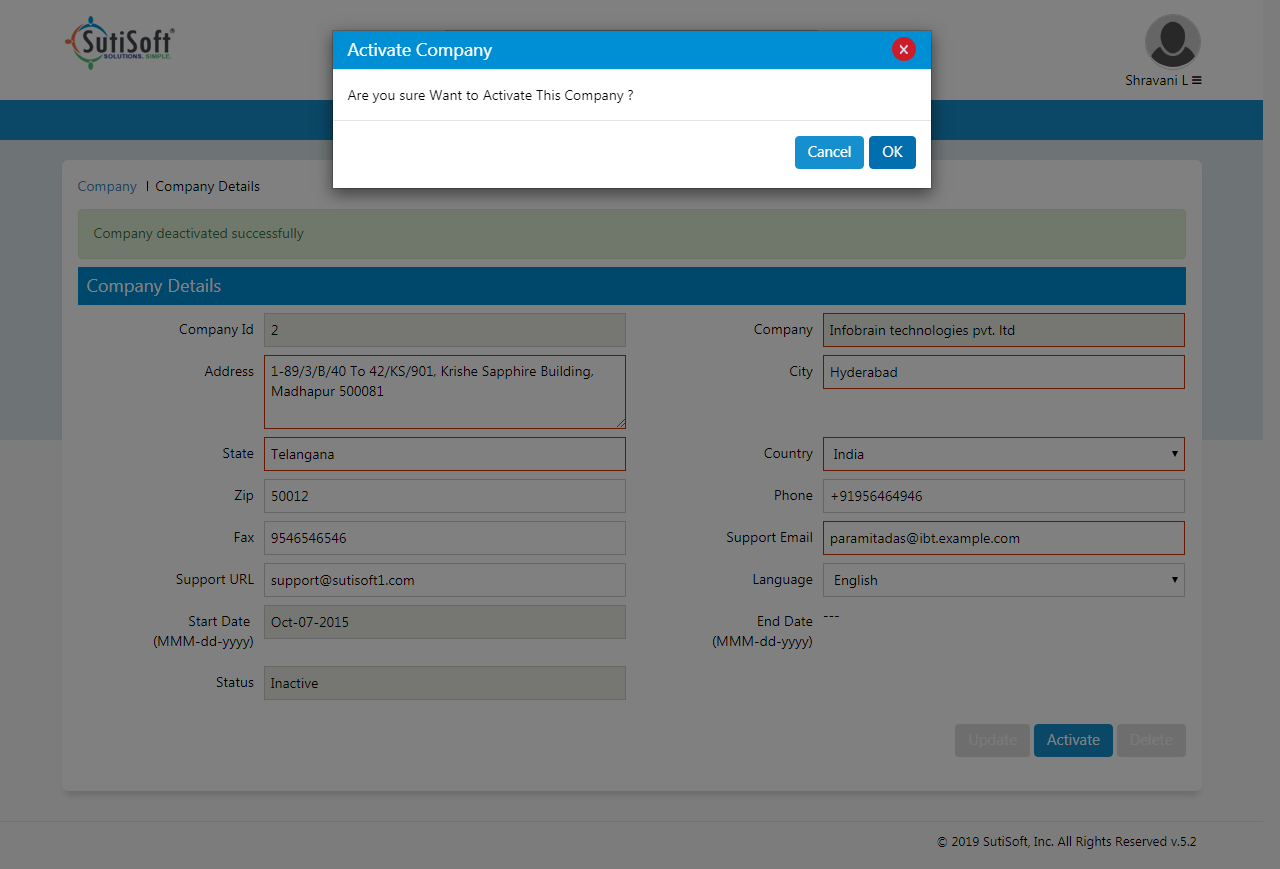 SutiSoft
SOLUTIONS. SIMPLE.
Activate Company
Are you sure Want to Activate This Company ?
Cancel OK
Shravani L
Company | Company Details
Company deactivated successfully
Company Details
Company Id 2 Company Infobrain technologies pvt. ltd
Address 1-89/3/B/40 To 42/KS/901, Krishe Sapphire Building, City Hyderabad
Madhapur 500081
State Telangana Country India
Zip 50012 Phone +91956464946
Fax 9546546546 Support Email paramitadas@ibt.example.com
Support URL support@sutisoft1.com Language English
Start Date Oct-07-2015 End Date ---
(MMM-dd-yyyy) (MMM-dd-yyyy)
Status Inactive
Update Activate Delete
© 2019 SutiSoft, Inc. All Rights Reserved v.5.2